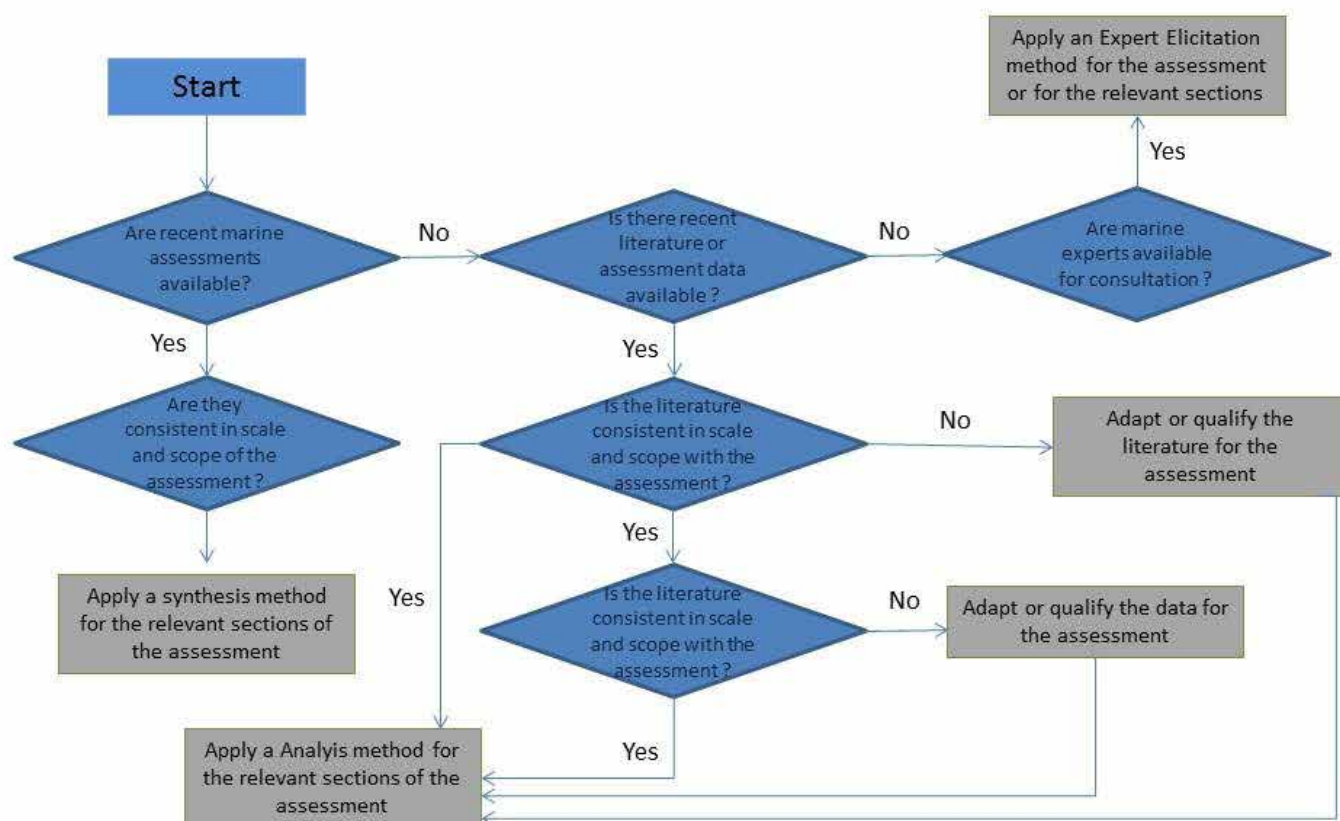 Start
Apply an Expert Elicitation
method for the assessment
or for the relevant sections
Yes
Are recent marine
assessments
available?
No
Is there recent
literature or
assessment data
available ?
No
Are marine
experts available
for consultation ?
Yes
Yes
Are they
consistent in scale
and scope of the
assessment ?
Is the literature
consistent in scale
and scope with the
assessment ?
No
Adapt or qualify the
literature for the
assessment
Yes
Apply a synthesis method
for the relevant sections of
the assessment
Yes
Is the literature
consistent in scale
and scope with the
assessment ?
No
Adapt or qualify the data for
the assessment
Yes
Apply a Analyis method for
the relevant sections of the
assessment